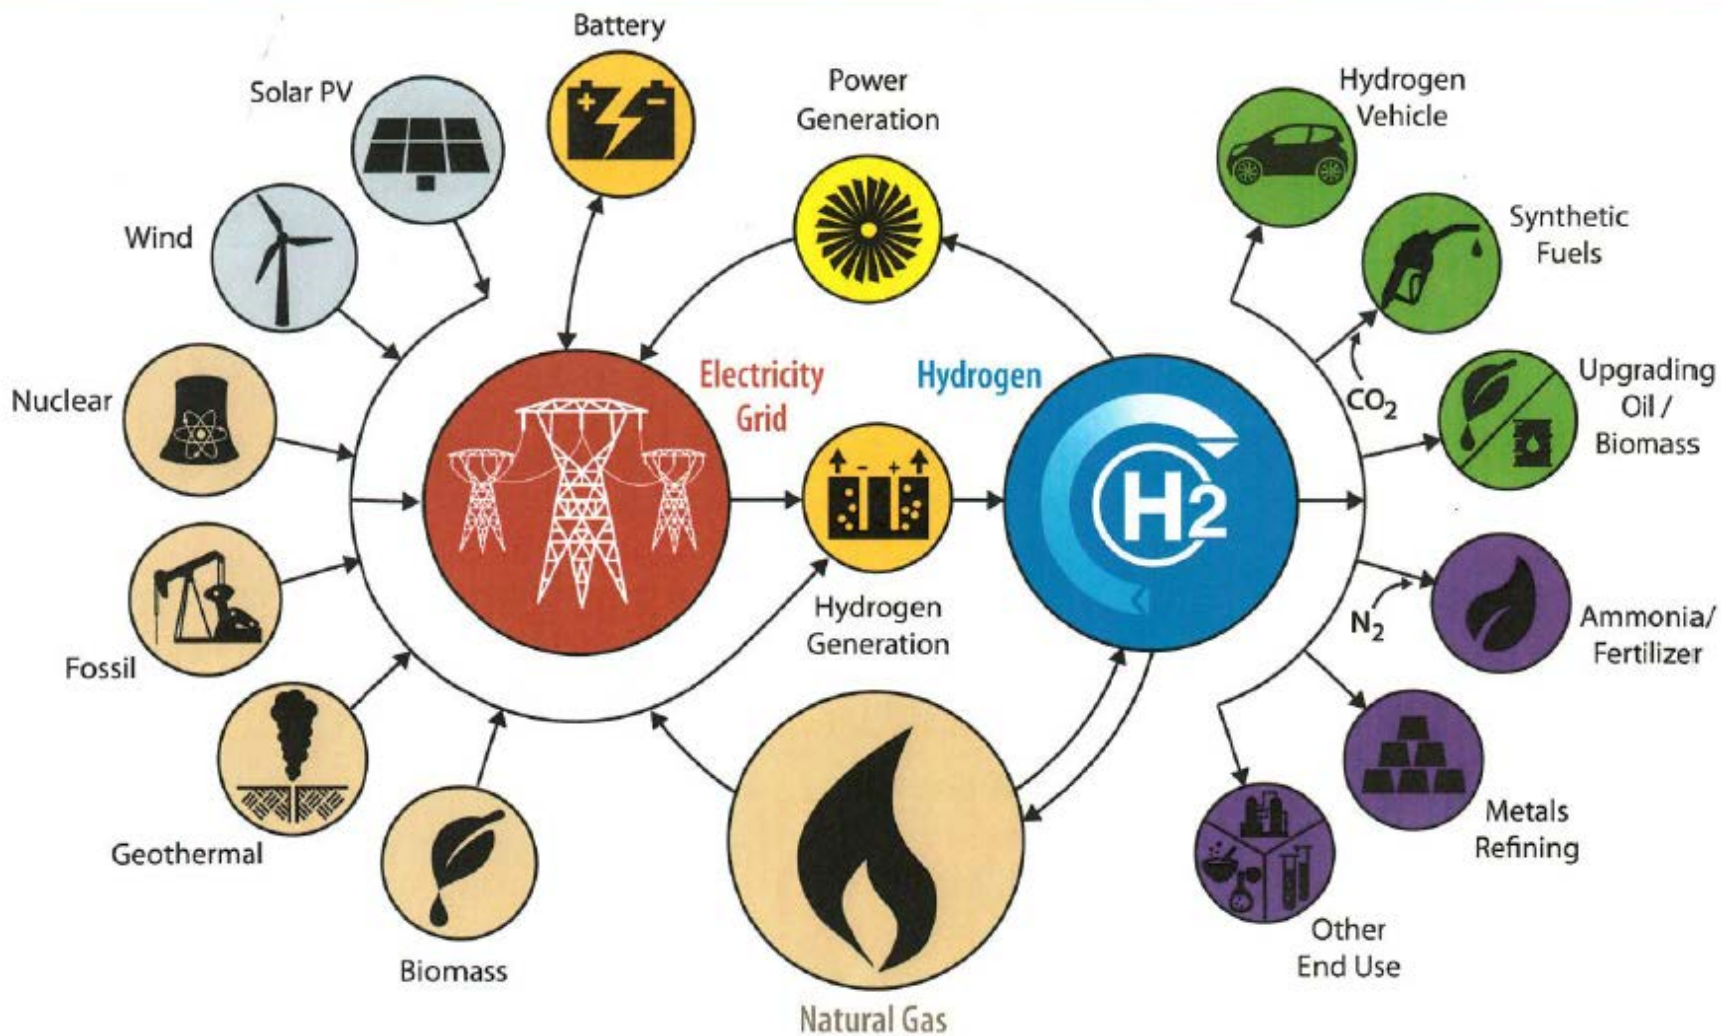 Battery
Solar PV
Power
Generation
Hydrogen
Vehicle
Wind
Synthetic
Fuels
Nuclear
Electricity
Grid
Hydrogen
CO2
Upgrading
Oil /
Biomass
- +
+ -
H2
Hydrogen
Generation
N2
Ammonia/
Fertilizer
Fossil
Geothermal
Metals
Refining
Biomass
Other
End Use
Natural Gas